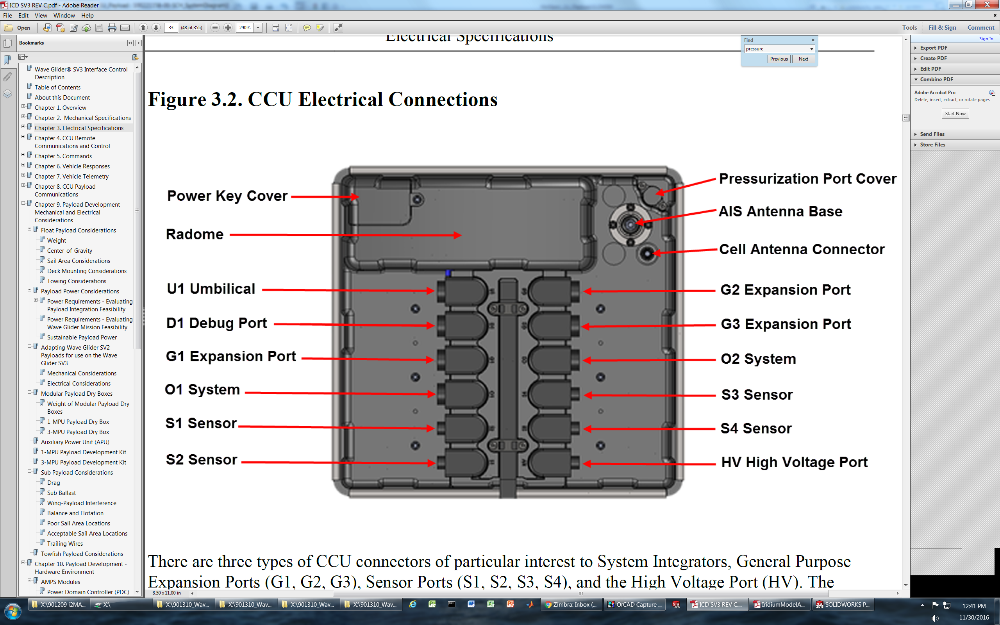 ICD SV3 REV C.pdf - Adobe Reader
File Edit View Window Help
Open
33 (48 of 355)
290%
Tools Fill & Sign Comment
Sign In
Bookmarks
Wave Glider® SV3 Interface Control
Description
Table of Contents
About this Document
Chapter 1. Overview
Chapter 2. Mechanical Specifications
Chapter 3. Electrical Specifications
Chapter 4. CCU Remote
Communications and Control
Chapter 5. Commands
Chapter 6. Vehicle Responses
Chapter 7. Vehicle Telemetry
Chapter 8. CCU Payload
Communications
Chapter 9. Payload Development
Mechanical and Electrical
Considerations
Float Payload Considerations
Weight
Center-of-Gravity
Sail Area Considerations
Deck Mounting Considerations
Towing Considerations
Payload Power Considerations
Power Requirements - Evaluating
Payload Integration Feasibility
Power Requirements - Evaluating
Wave Glider Mission Feasibility
Sustainable Payload Power
Adapting Wave Glider SV2
Payloads for use on the Wave
Glider SV3
Mechanical Considerations
Electrical Considerations
Modular Payload Dry Boxes
Weight of Modular Payload Dry
Boxes
1-MPU Payload Dry Box
3-MPU Payload Dry Box
Auxiliary Power Unit (APU)
1-MPU Payload Development Kit
3-MPU Payload Development Kit
Sub Payload Considerations
Drag
Sub Ballast
Wing-Payload Interference
Balance and Flotation
Poor Sail Area Locations
Acceptable Sail Area Locations
Trailing Wires
Towfish Payload Considerations
Chapter 10. Payload Development -
Hardware Environment
AMPS Modules
Power Domain Controller (PDC)
Electrical Specifications
Find
pressure
Previous Next
Figure 3.2. CCU Electrical Connections
Power Key Cover
Radome
U1 Umbilical
D1 Debug Port
G1 Expansion Port
O1 System
S1 Sensor
S2 Sensor
Pressurization Port Cover
AIS Antenna Base
Cell Antenna Connector
G2 Expansion Port
G3 Expansion Port
O2 System
S3 Sensor
S4 Sensor
HV High Voltage Port
There are three types of CCU connectors of particular interest to System Integrators, General Purpose
Expansion Ports (G1, G2, G3), Sensor Ports (S1, S2, S3, S4), and the High Voltage Port (HV). The
8.50 x 11.00 in
Export PDF
Create PDF
Edit PDF
Combine PDF
Adobe Acrobat Pro
Delete, insert, extract, or rotate pages
Start Now
Send Files
Store Files
X:\901209 i2MA...
X:\
X:\901310_Wav...
X:\901310_Wav...
X:\901310_Wav...
X:\901310_Wav...
Zimbra: Inbox (...
OrCAD Capture ...
ICD SV3 REV C....
IridiumModelA...
SOLIDWORKS P...
12:41 PM
11/30/2016